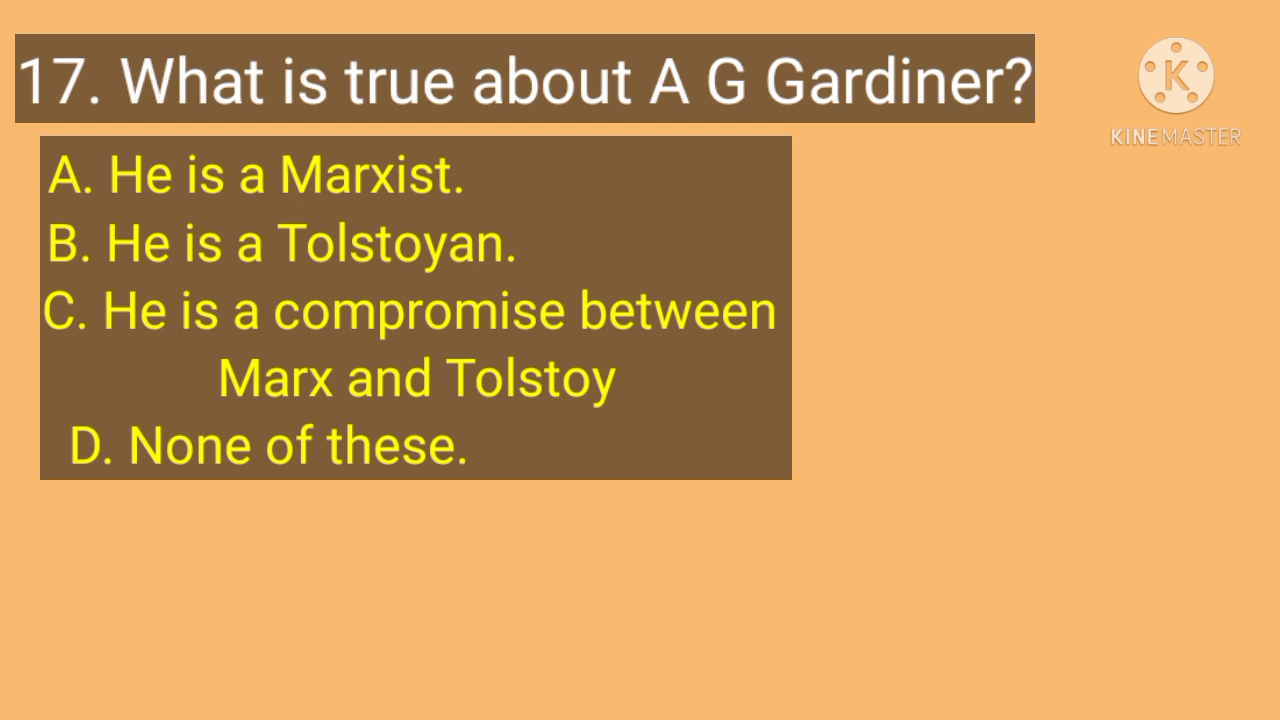 17. What is true about A G Gardiner?
K
KINEMASTER
A. He is a Marxist.
B. He is a Tolstoyan.
C. He is a compromise between
Marx and Tolstoy
D. None of these.